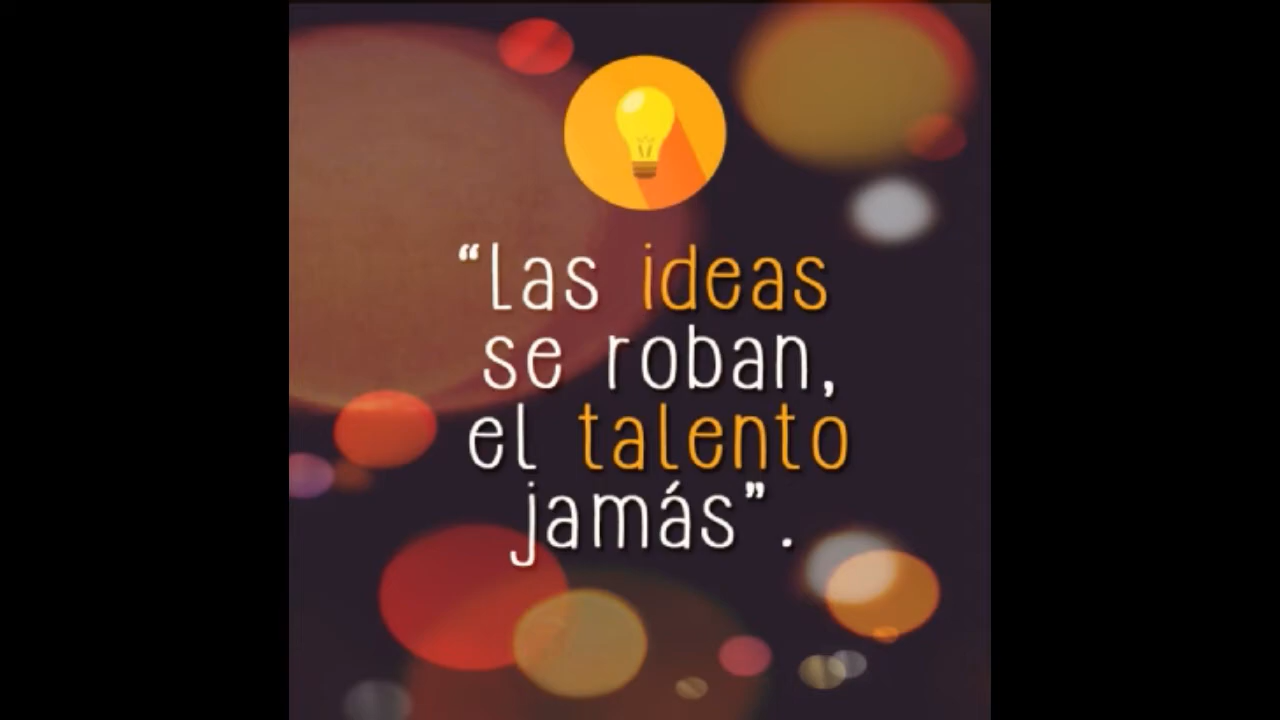 “Las ideas
se roban,
el talento
jamás”.